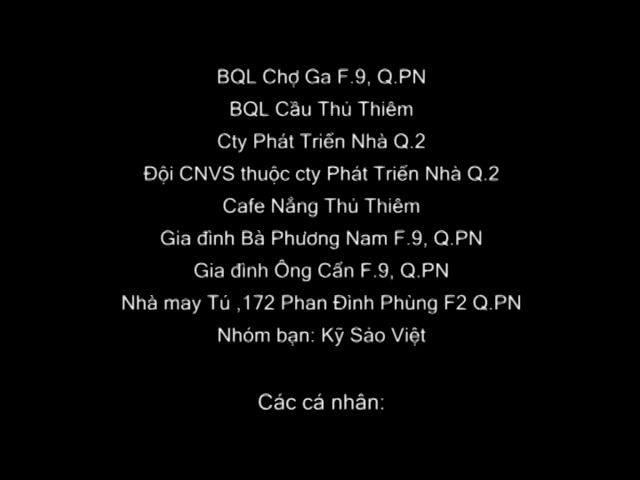 BQL Chợ Ga F.9, Q.PN
BQL Cầu Thủ Thiêm
Cty Phát Triển Nhà Q.2
Đội CNVS thuộc cty Phát Triển Nhà Q.2
Cafe Nắng Thủ Thiêm
Gia đình Bà Phương Nam F.9, Q.PN
Gia đình Ông Cẩn F.9, Q.PN
Nhà may Tú ,172 Phan Đình Phùng F2 Q.PN
Nhóm bạn: Kỹ Sảo Việt
Các cá nhân: